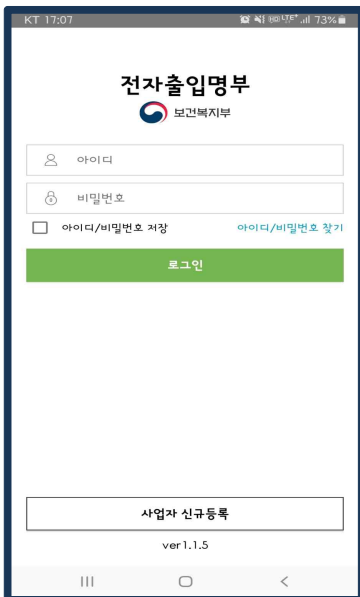 KT 17:07 LTE+ 73%
전자출입명부
보건복지부
아이디
비밀번호
아이디/비밀번호 저장 아이디/비밀번호 찾기
로그인
사업자 신규등록
ver1.1.5